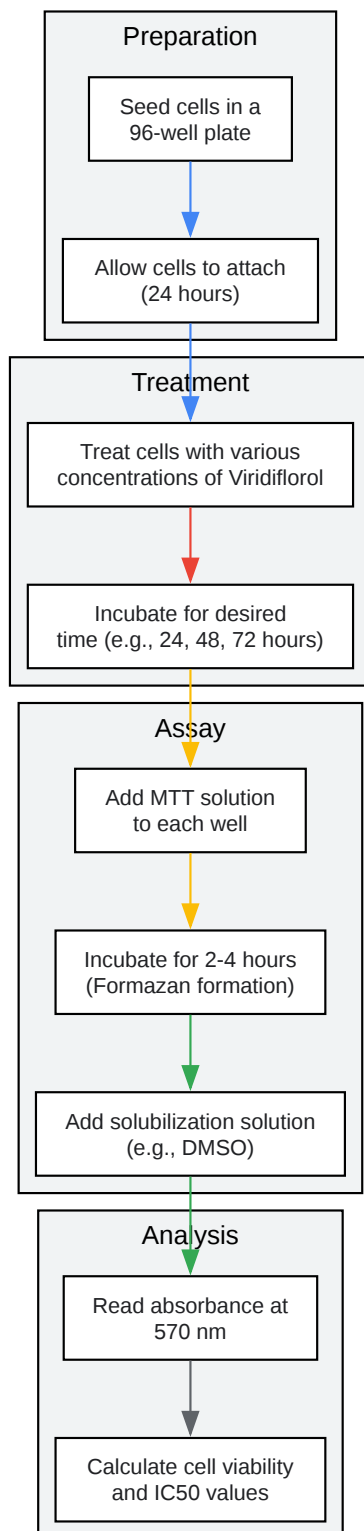 Preparation
Seed cells in a
96-well plate
Allow cells to attach
(24 hours)
Treatment
Treat cells with various
concentrations of Viridiflorol
Incubate for desired
time (e.g., 24, 48, 72 hours)
Assay
Add MTT solution
to each well
Incubate for 2-4 hours
(Formazan formation)
Add solubilization solution
(e.g., DMSO)
Analysis
Read absorbance at
570 nm
Calculate cell viability
and IC50 values